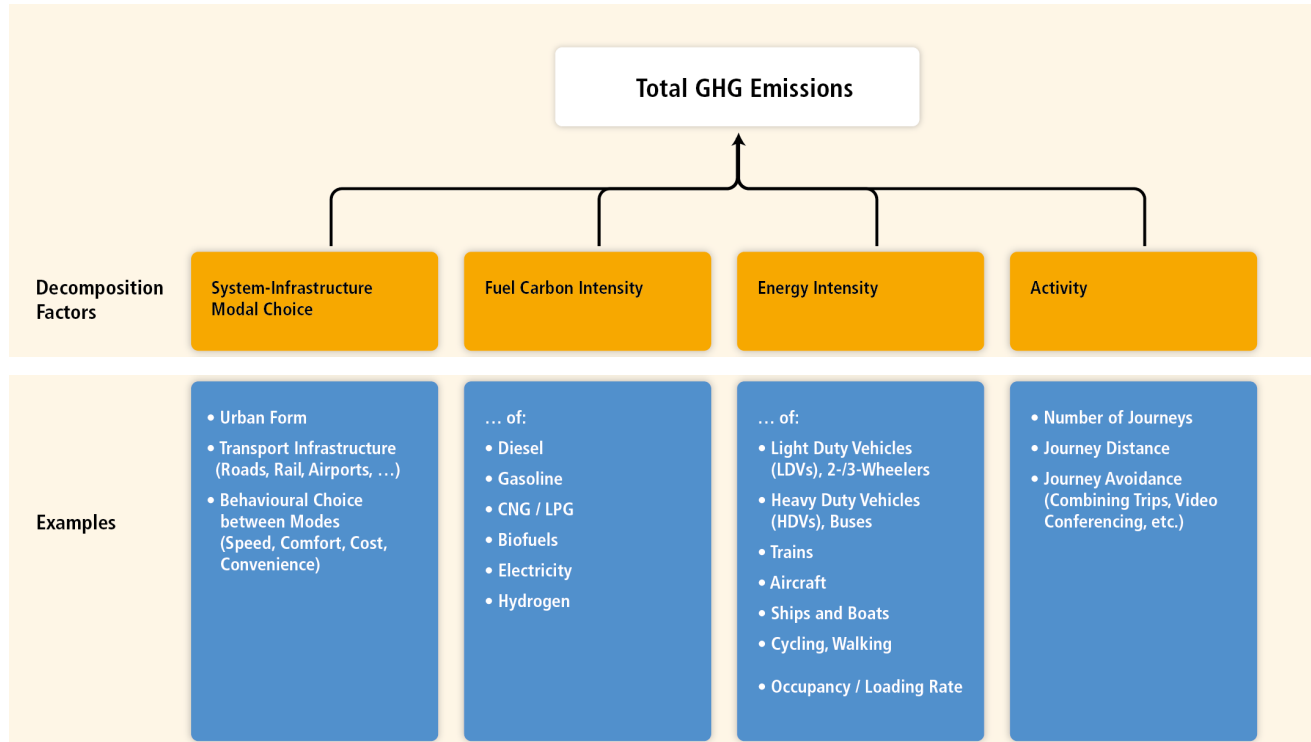 Total GHG Emissions
Decomposition
Factors
System-Infrastructure
Modal Choice
Fuel Carbon Intensity
Energy Intensity
Activity
Examples
• Urban Form
• Transport Infrastructure
(Roads, Rail, Airports, …)
• Behavioural Choice
between Modes
(Speed, Comfort, Cost,
Convenience)
… of:
• Diesel
• Gasoline
• CNG / LPG
• Biofuels
• Electricity
• Hydrogen
… of:
• Light Duty Vehicles
(LDVs), 2-/3-Wheelers
• Heavy Duty Vehicles
(HDVs), Buses
• Trains
• Aircraft
• Ships and Boats
• Cycling, Walking
• Occupancy / Loading Rate
• Number of Journeys
• Journey Distance
• Journey Avoidance
(Combining Trips, Video
Conferencing, etc.)